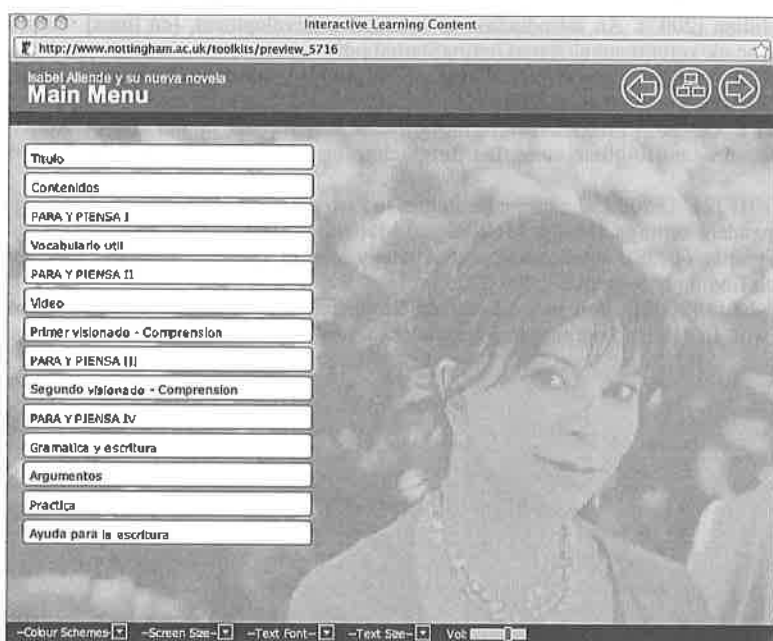 Interactive Learning Content
http://www.nottingham.ac.uk/toolkits/preview_5716
Isabel Allende y su nueva novela
Main Menu
Titulo
Contenidos
PARA Y PIENSA I
Vocabulario util
PARA Y PIENSA II
Video
Primer visionado - Comprension
PARA Y PIENSA III
Segundo visionado - Comprension
PARA Y PIENSA IV
Gramatica y escritura
Argumentos
Practica
Ayuda para la escritura
-Colour Schemes- -Screen Size- -Text Font- -Text Size- Vol: